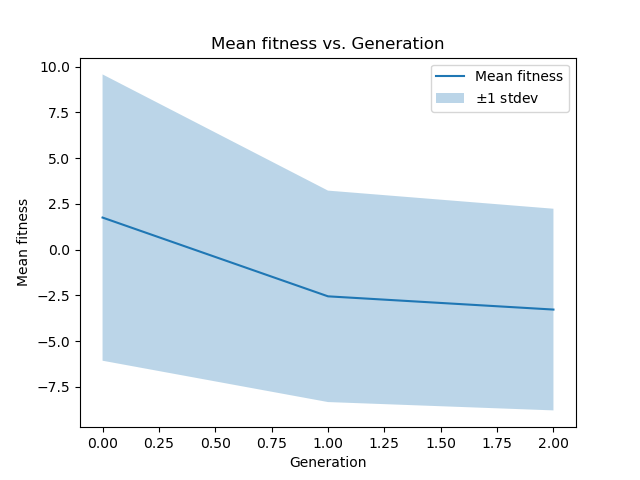 Mean fitness vs. Generation
Mean fitness
±1 stdev
10.0
7.5
5.0
2.5
0.0
−2.5
−5.0
−7.5
Mean fitness
0.00 0.25 0.50 0.75 1.00 1.25 1.50 1.75 2.00
Generation